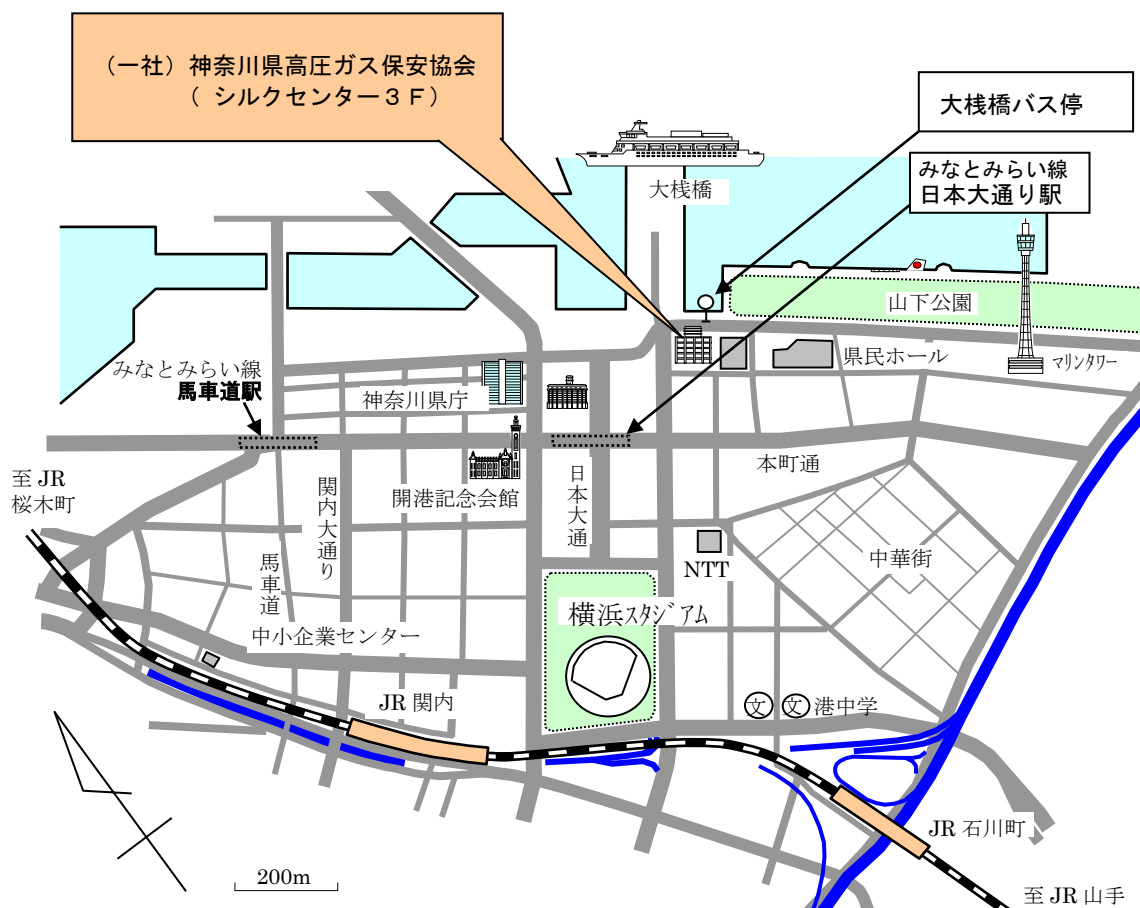 （一社）神奈川県高圧ガス保安協会
（ シルクセンター３Ｆ）
大桟橋バス停
みなとみらい線
日本大通り駅
大桟橋
山下公園
県民ホール
マリンタワー
みなとみらい線
馬車道駅
神奈川県庁
本町通
至 JR
桜木町
開港記念会館
関内大通り
日本大通
馬車道
中華街
NTT
横浜スタジアム
中小企業センター
JR 関内
文
文
港中学
JR 石川町
200m
至 JR 山手